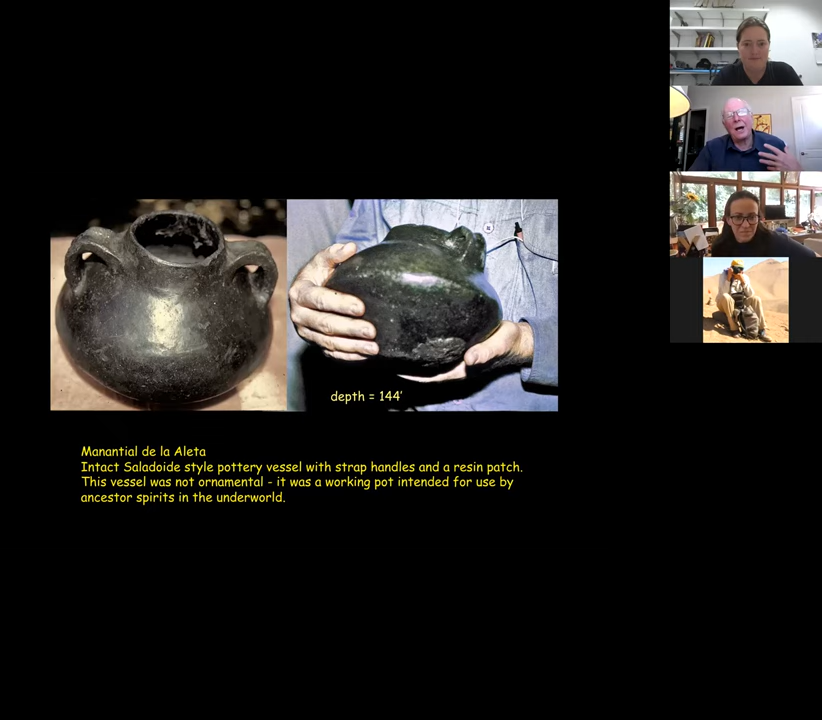 depth = 144'
Manantial de la Aleta
Intact Saladoide style pottery vessel with strap handles and a resin patch.
This vessel was not ornamental - it was a working pot intended for use by
ancestor spirits in the underworld.